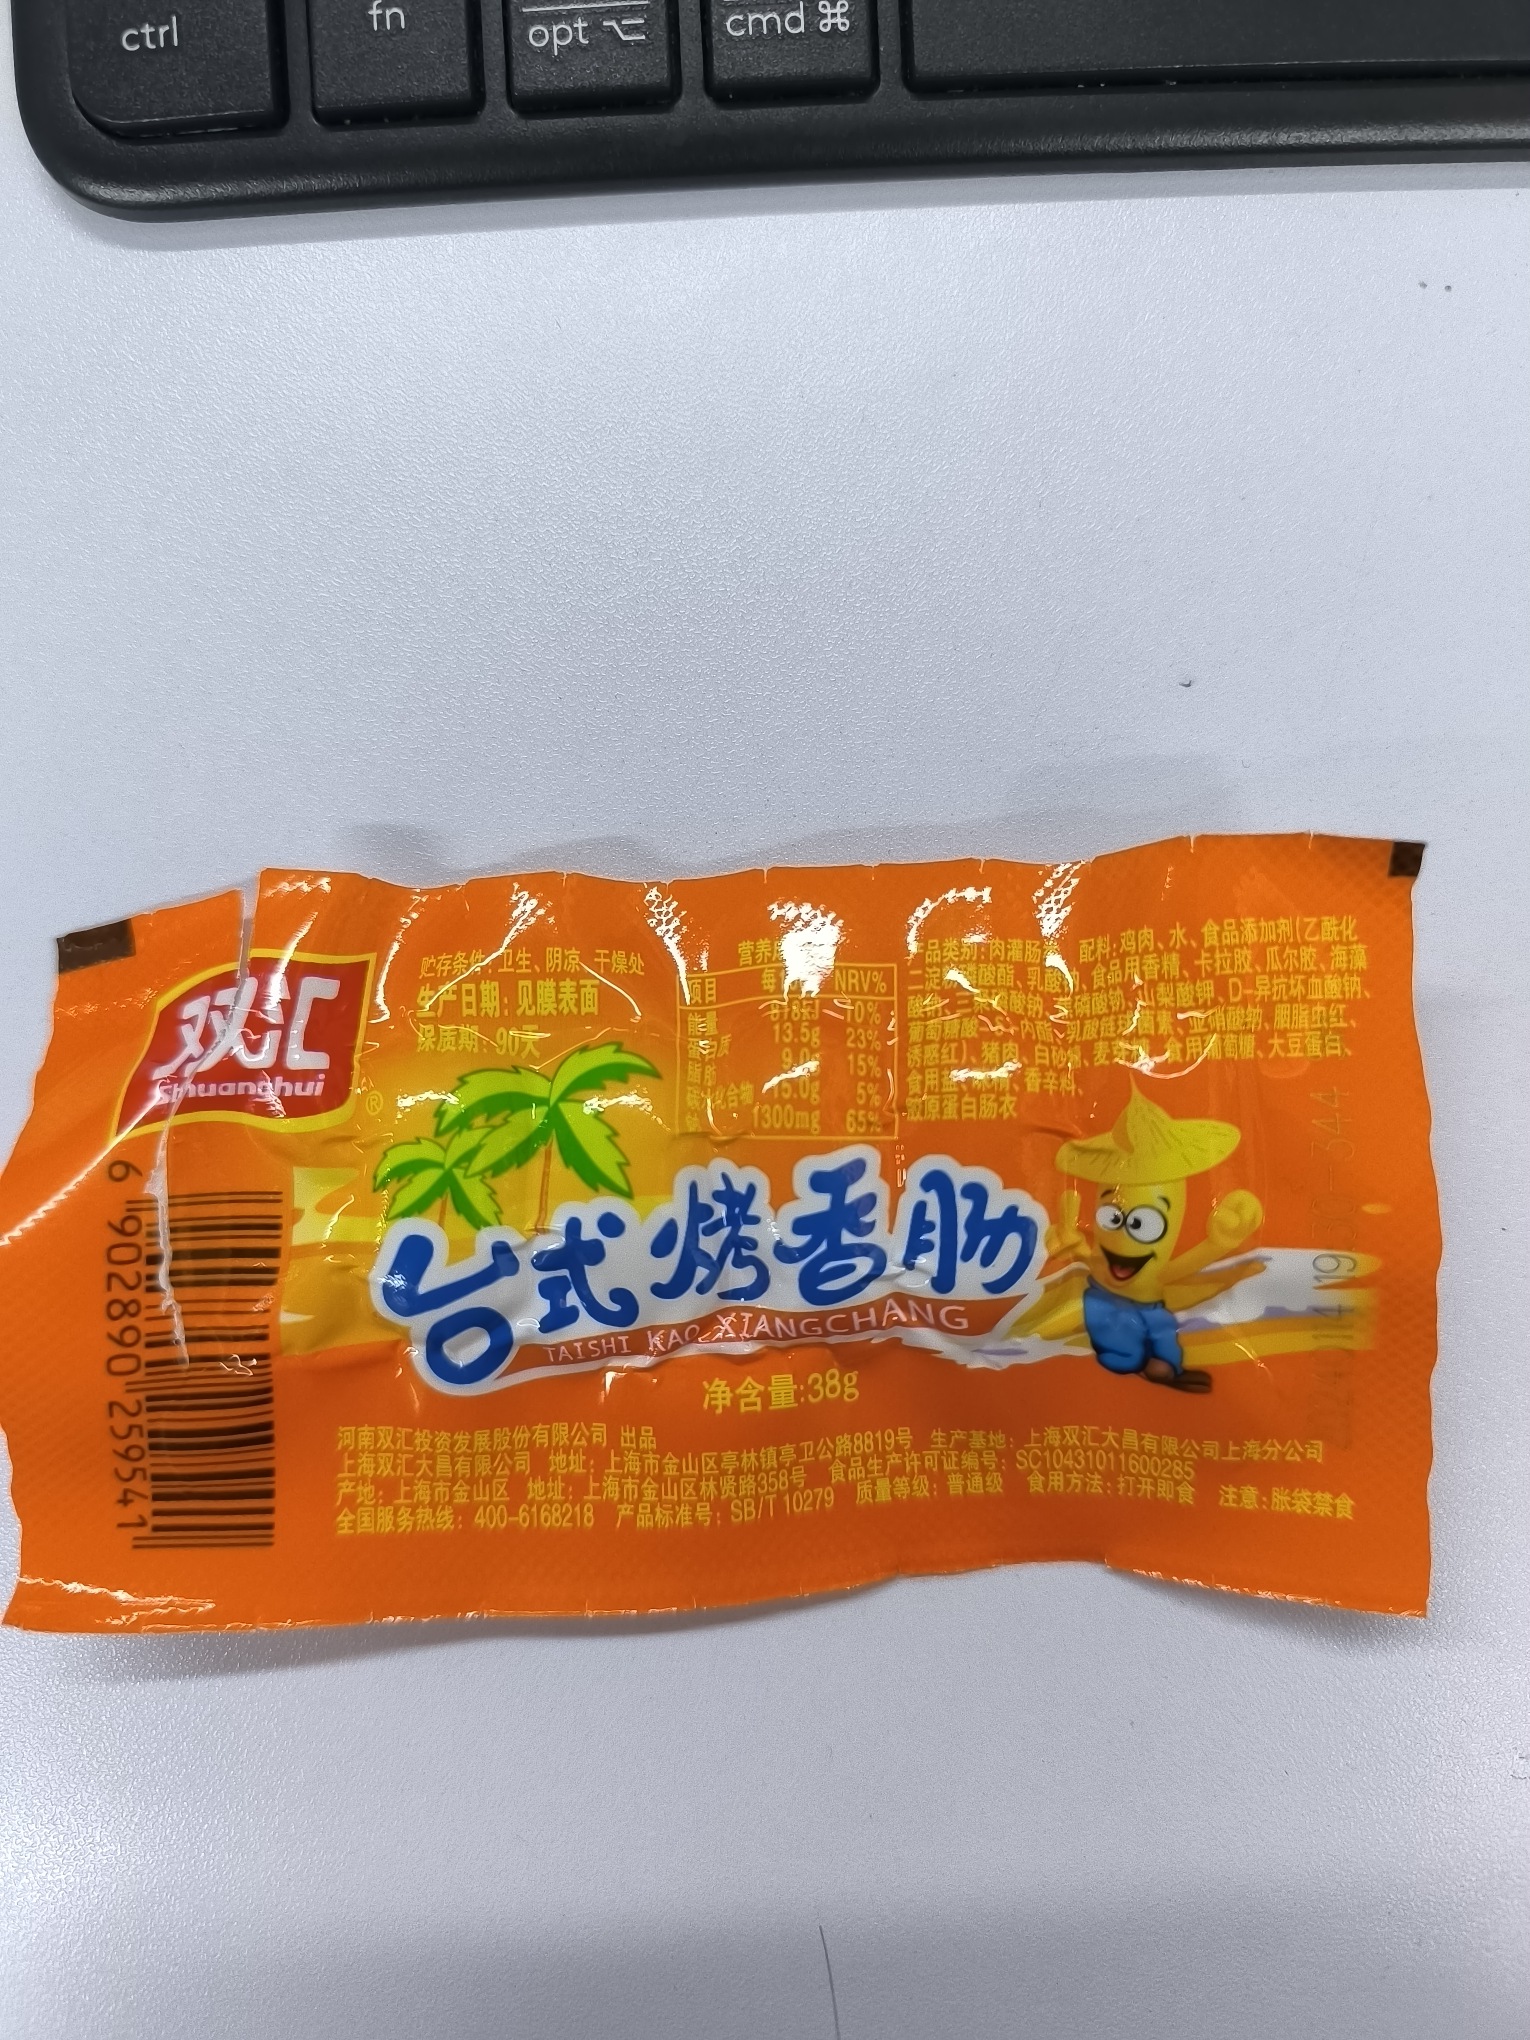 ctrl
fn
opt ⌥
cmd ⌘
双汇
Shuanghui
®
贮存条件: 卫生、阴凉、干燥处
生产日期: 见膜表面
保质期: 90天
NRV%
项目
能量 10%
13.5g 23%
脂肪 9.0g 15%
5%
1300mg 65%
产品类别: 肉灌肠 配料: 鸡肉、水、食品添加剂(乙酰化
食品用香精、卡拉胶、瓜尔胶、海藻
山梨酸钾、D-异抗坏血酸钠、
胭脂虫红、
诱惑红)、猪肉、白砂糖、食用葡萄糖、大豆蛋白、
香辛料、
胶原蛋白肠衣
台式烤香肠
TAISHI KAO XIANGCHANG
净含量:38g
6 902890 259541
河南双汇投资发展股份有限公司 出品
上海双汇大昌有限公司 地址: 上海市金山区亭林镇亭卫公路8819号 生产基地: 上海双汇大昌有限公司上海分公司
产地: 上海市金山区 地址: 上海市金山区林贤路358号 食品生产许可证编号: SC10431011600285
全国服务热线: 400-6168218 产品标准号: SB/T 10279 质量等级: 普通级 食用方法: 打开即食 注意: 胀袋禁食